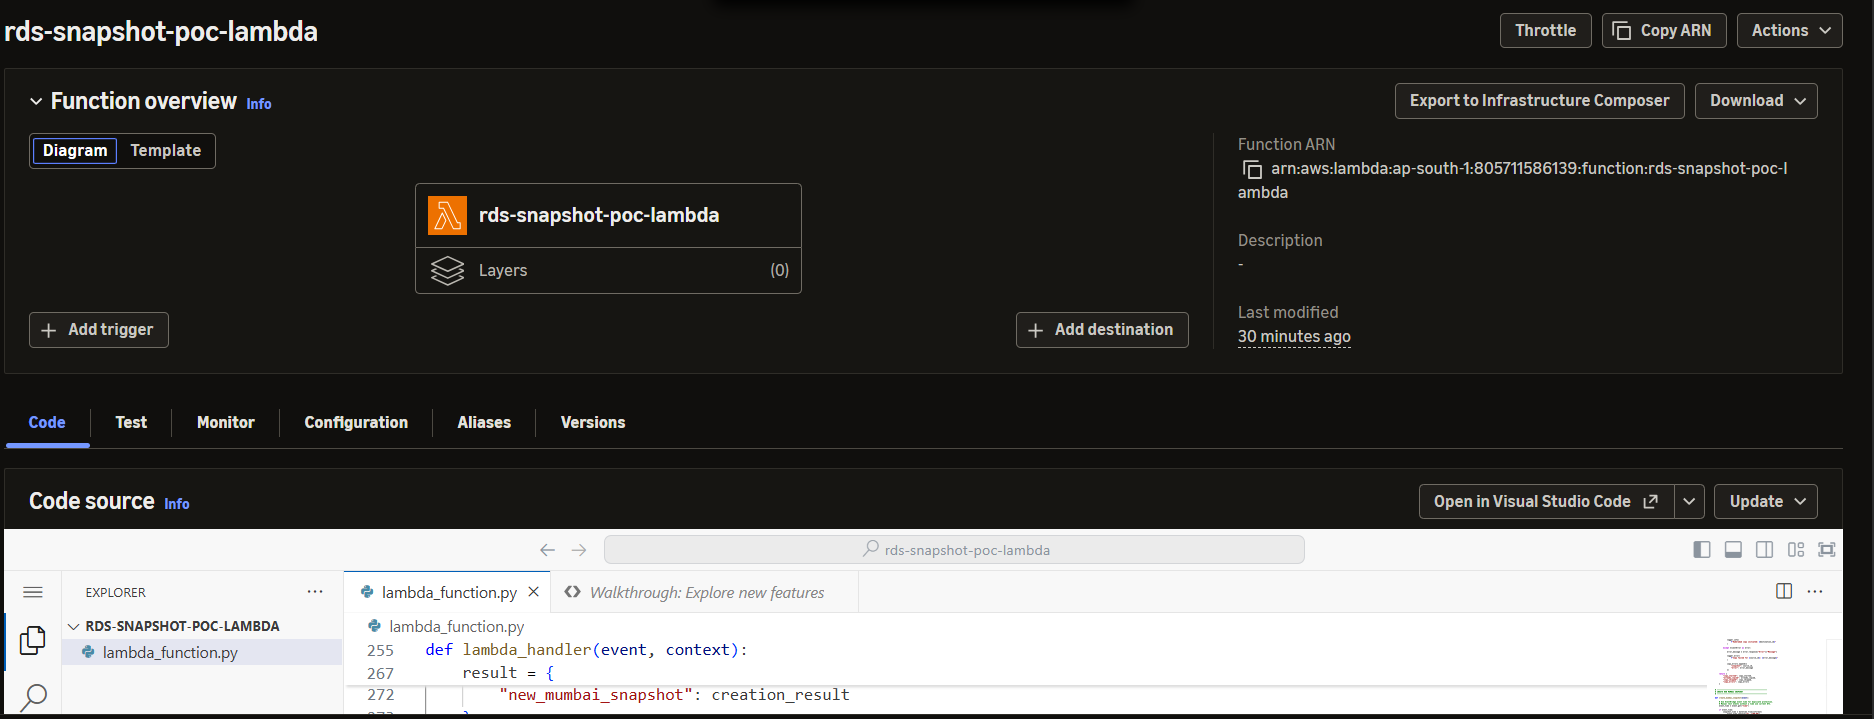 rds-snapshot-poc-lambda
Throttle
Copy ARN
Actions
Function overview Info
Export to Infrastructure Composer
Download
Diagram
Template
rds-snapshot-poc-lambda
Layers
(0)
Add trigger
Add destination
Function ARN
arn:aws:lambda:ap-south-1:805711586139:function:rds-snapshot-poc-l
ambda
Description
-
Last modified
30 minutes ago
Code
Test
Monitor
Configuration
Aliases
Versions
Code source Info
Open in Visual Studio Code
Update
rds-snapshot-poc-lambda
EXPLORER
RDS-SNAPSHOT-POC-LAMBDA
lambda_function.py
lambda_function.py
Walkthrough: Explore new features
lambda_function.py
255 def lambda_handler(event, context):
267 result = {
272 "new_mumbai_snapshot": creation_result